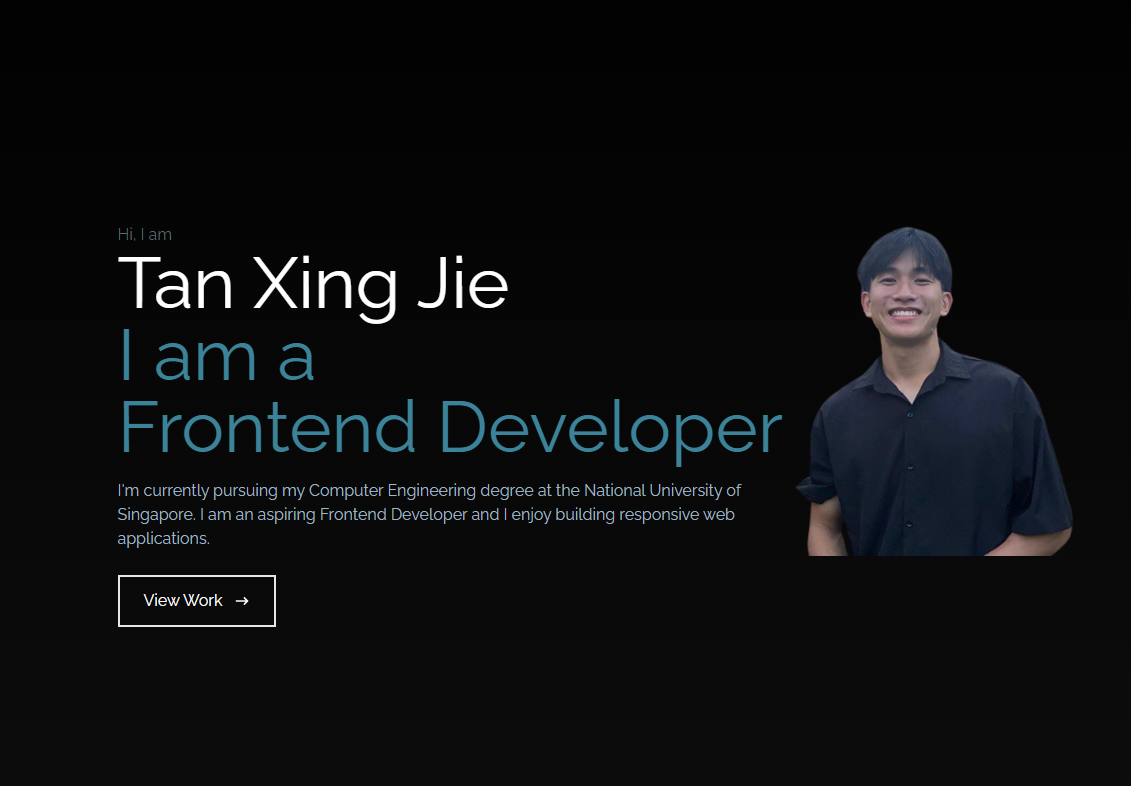 Hi, I am
Tan Xing Jie
I am a
Frontend Developer
I'm currently pursuing my Computer Engineering degree at the National University of
Singapore. I am an aspiring Frontend Developer and I enjoy building responsive web
applications.
View Work →